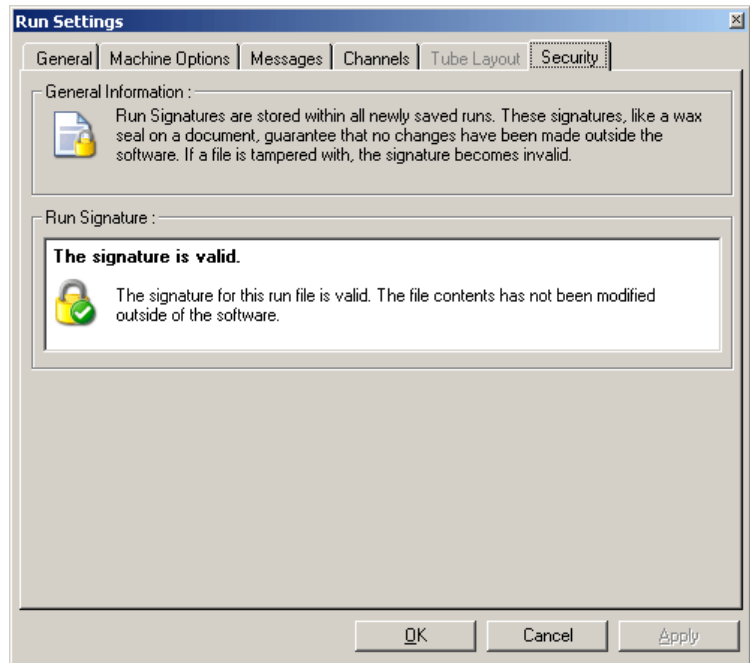 Run Settings
General Machine Options Messages Channels Tube Layout Security
General Information :
Run Signatures are stored within all newly saved runs. These signatures, like a wax
seal on a document, guarantee that no changes have been made outside the
software. If a file is tampered with, the signature becomes invalid.
Run Signature :
The signature is valid.
The signature for this run file is valid. The file contents has not been modified
outside of the software.
OK Cancel Apply